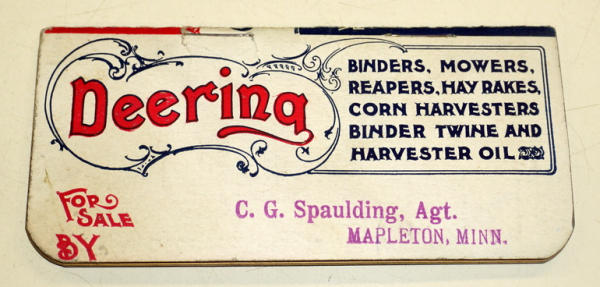 Deering
BINDERS, MOWERS,
REAPERS, HAY RAKES,
CORN HARVESTERS
BINDER TWINE AND
HARVESTER OIL
FOR
SALE
BY
C. G. Spaulding, Agt.
MAPLETON, MINN.